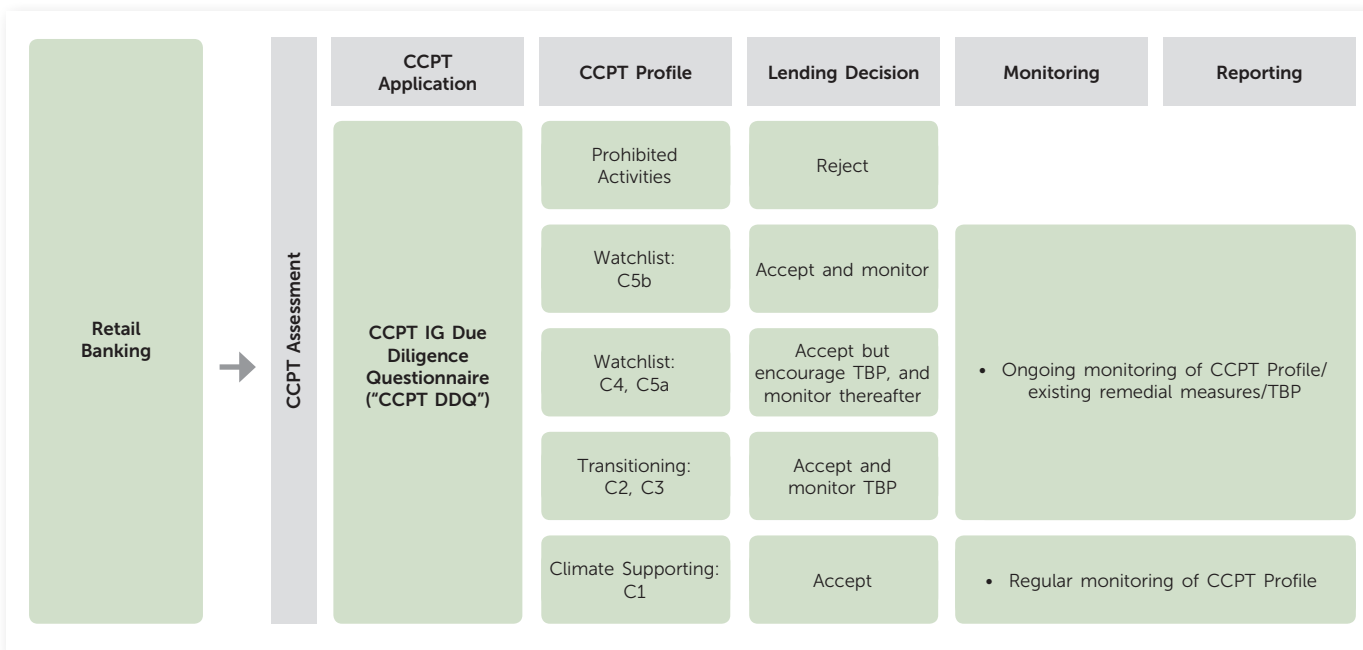 Retail
Banking
CCPT Assessment
CCPT
Application
CCPT Profile
Lending Decision
Monitoring
Reporting
CCPT IG Due
Diligence
Questionnaire
(“CCPT DDQ”)
Prohibited
Activities
Reject
Watchlist:
C5b
Accept and monitor
Watchlist:
C4, C5a
Accept but
encourage TBP, and
monitor thereafter
Transitioning:
C2, C3
Accept and
monitor TBP
• Ongoing monitoring of CCPT Profile/
existing remedial measures/TBP
Climate Supporting:
C1
Accept
• Regular monitoring of CCPT Profile